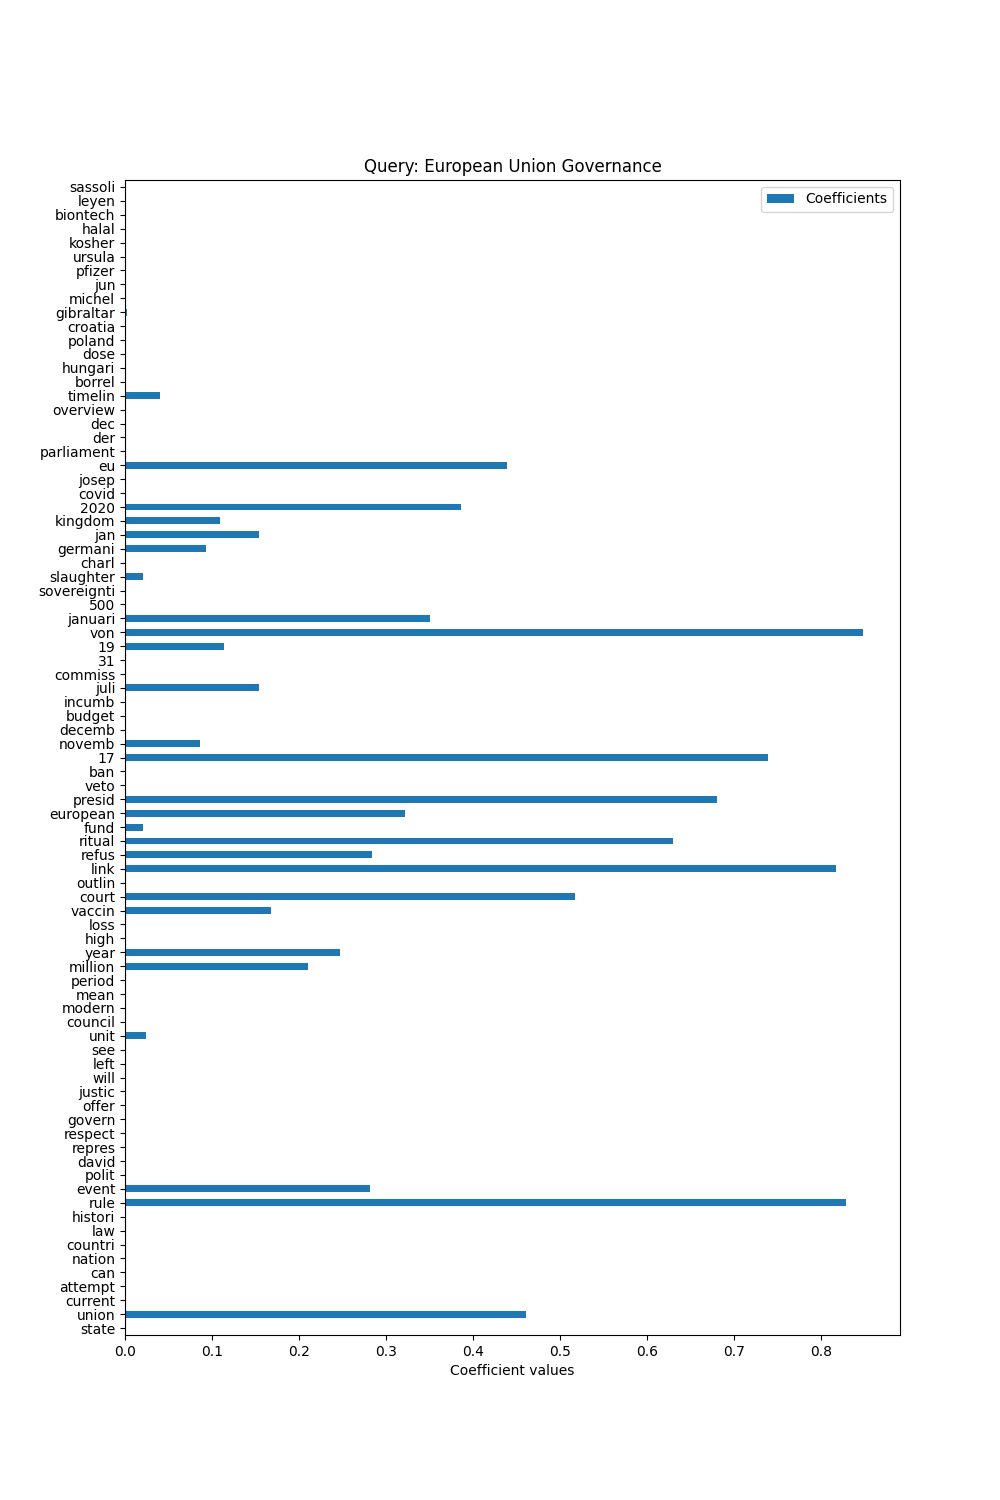 Query: European Union Governance
Coefficients
sassoli
leyen
biontech
halal
kosher
ursula
pfizer
jun
michel
gibraltar
croatia
poland
dose
hungari
borrel
timelin
overview
dec
der
parliament
eu
josep
covid
2020
kingdom
jan
germani
charl
slaughter
sovereignti
500
januari
von
19
31
commiss
juli
incumb
budget
decemb
novemb
17
ban
veto
presid
european
fund
ritual
refus
link
outlin
court
vaccin
loss
high
year
million
period
mean
modern
council
unit
see
left
will
justic
offer
govern
respect
repres
david
polit
event
rule
histori
law
countri
nation
can
attempt
current
union
state
0.0 0.1 0.2 0.3 0.4 0.5 0.6 0.7 0.8
Coefficient values